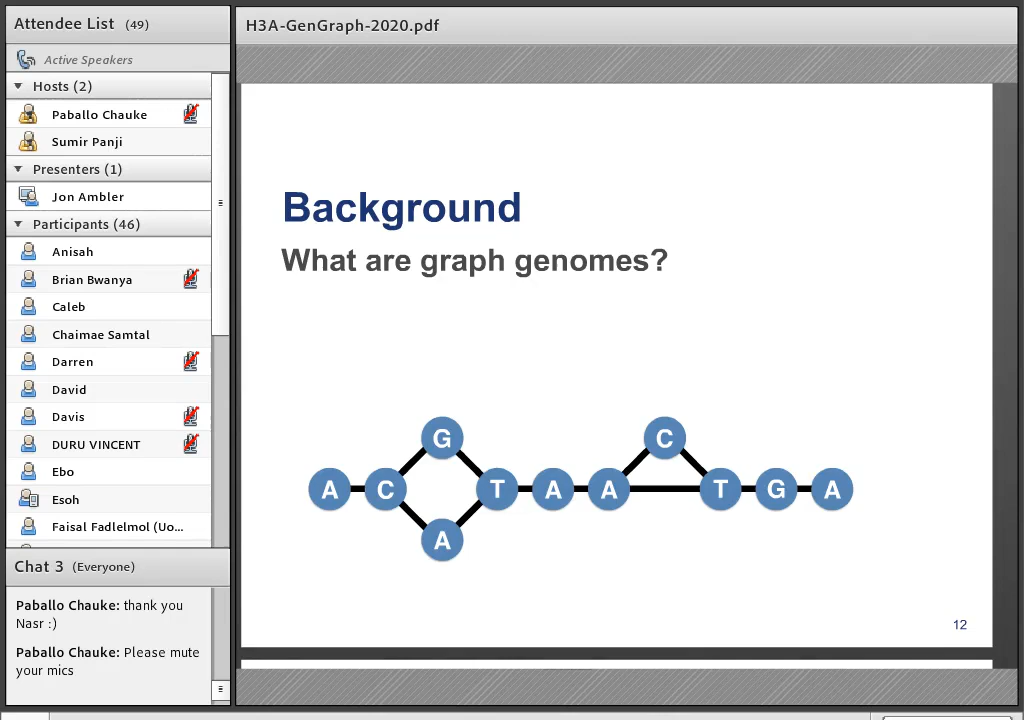 Attendee List (49)
Active Speakers
Hosts (2)
Paballo Chauke
Sumir Panji
Presenters (1)
Jon Ambler
Participants (46)
Anisah
Brian Bwanya
Caleb
Chaimae Samtal
Darren
David
Davis
DURU VINCENT
Ebo
Esoh
Faisal Fadlelmol (Uo...
Chat 3 (Everyone)
Paballo Chauke: thank you
Nasr :)
Paballo Chauke: Please mute
your mics
H3A-GenGraph-2020.pdf
Background
What are graph genomes?
G C
A C T A A T G A
A
12